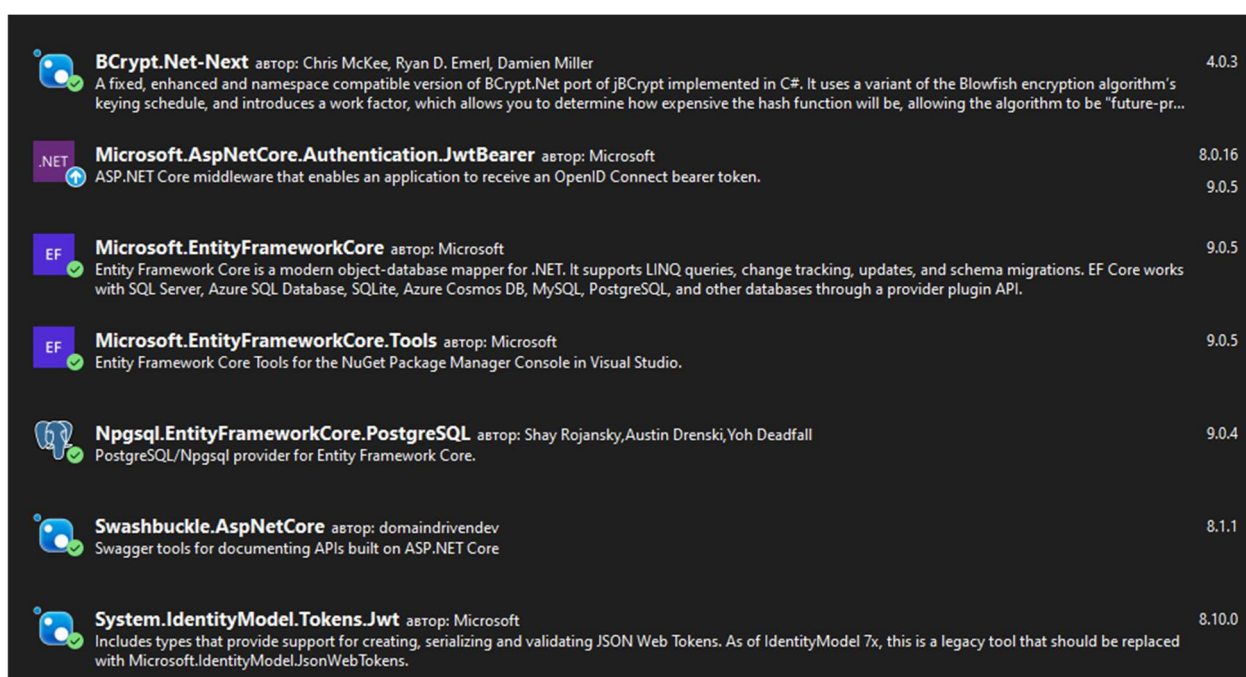 BCrypt.Net-Next автор: Chris McKee, Ryan D. Emerl, Damien Miller 4.0.3
A fixed, enhanced and namespace compatible version of BCrypt.Net port of jBCrypt implemented in C#. It uses a variant of the Blowfish encryption algorithm's
keying schedule, and introduces a work factor, which allows you to determine how expensive the hash function will be, allowing the algorithm to be "future-pr...
.NET Microsoft.AspNetCore.Authentication.JwtBearer автор: Microsoft 8.0.16
ASP.NET Core middleware that enables an application to receive an OpenID Connect bearer token.
9.0.5
EF Microsoft.EntityFrameworkCore автор: Microsoft 9.0.5
Entity Framework Core is a modern object-database mapper for .NET. It supports LINQ queries, change tracking, updates, and schema migrations. EF Core works
with SQL Server, Azure SQL Database, SQLite, Azure Cosmos DB, MySQL, PostgreSQL, and other databases through a provider plugin API.
EF Microsoft.EntityFrameworkCore.Tools автор: Microsoft 9.0.5
Entity Framework Core Tools for the NuGet Package Manager Console in Visual Studio.
Npgsql.EntityFrameworkCore.PostgreSQL автор: Shay Rojansky,Austin Drenski,Yoh Deadfall 9.0.4
PostgreSQL/Npgsql provider for Entity Framework Core.
Swashbuckle.AspNetCore автор: domaindrivendev 8.1.1
Swagger tools for documenting APIs built on ASP.NET Core
System.IdentityModel.Tokens.Jwt автор: Microsoft 8.10.0
Includes types that provide support for creating, serializing and validating JSON Web Tokens. As of IdentityModel 7x, this is a legacy tool that should be replaced
with Microsoft.IdentityModel.JsonWebTokens.